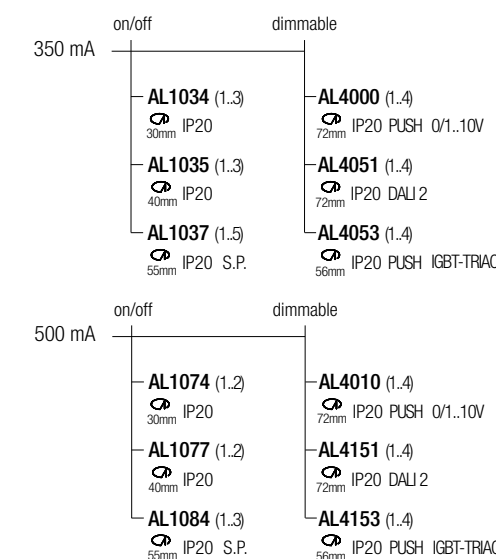 on/off dimmable
350 mA
AL1034 (1..3) AL4000 (1..4)
30mm IP20 72mm IP20 PUSH 0/1..10V
AL1035 (1..3) AL4051 (1..4)
40mm IP20 72mm IP20 DALI 2
AL1037 (1..5) AL4053 (1..4)
55mm IP20 S.P. 56mm IP20 PUSH IGBT-TRIAC
on/off dimmable
500 mA
AL1074 (1..2) AL4010 (1..4)
30mm IP20 72mm IP20 PUSH 0/1..10V
AL1077 (1..2) AL4151 (1..4)
40mm IP20 72mm IP20 DALI 2
AL1084 (1..3) AL4153 (1..4)
55mm IP20 S.P. 56mm IP20 PUSH IGBT-TRIAC